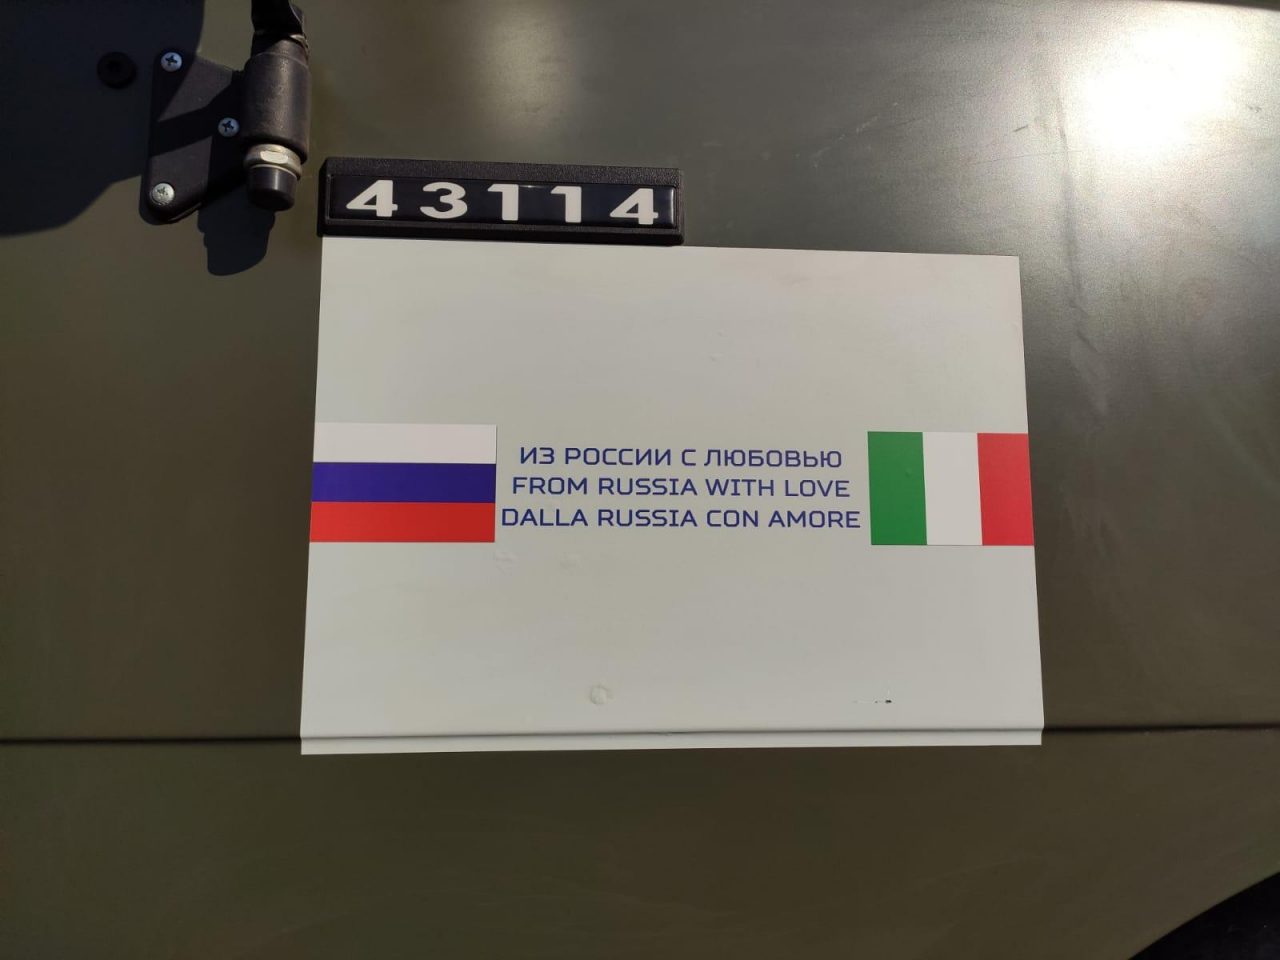 43114
ИЗ РОССИИ С ЛЮБОВЬЮ
FROM RUSSIA WITH LOVE
DALLA RUSSIA CON AMORE